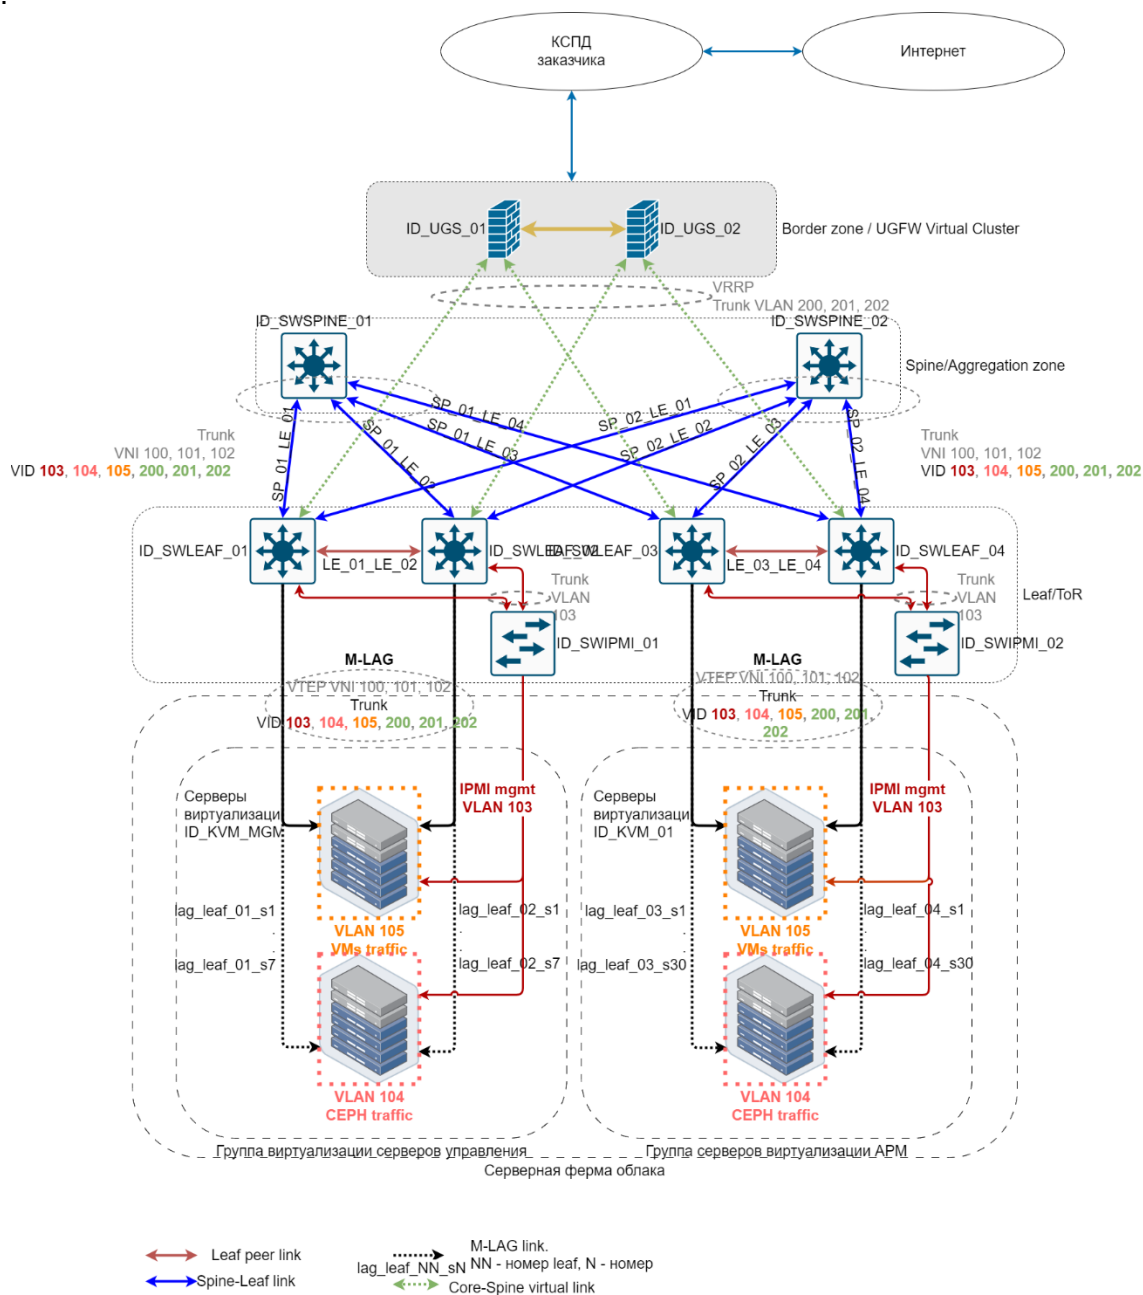 .
КСПД
заказчика
Интернет
ID_UGS_01
ID_UGS_02
Border zone / UGFW Virtual Cluster
VRRP
Trunk VLAN 200, 201, 202
ID_SWSPINE_01
ID_SWSPINE_02
Spine/Aggregation zone
SP_01_LE_01
SP_01_LE_02
SP_01_LE_03
SP_01_LE_04
SP_02_LE_01
SP_02_LE_02
SP_02_LE_03
SP_02_LE_04
Trunk
VNI 100, 101, 102
VID 103, 104, 105, 200, 201, 202
Trunk
VNI 100, 101, 102
VID 103, 104, 105, 200, 201, 202
ID_SWLEAF_01
LE_01_LE_02
ID_SWLEAF_02
ID_SWLEAF_03
LE_03_LE_04
ID_SWLEAF_04
Trunk
VLAN
103
Trunk
VLAN
103
Leaf/ToR
ID_SWIPMI_01
ID_SWIPMI_02
M-LAG
VTEP VNI 100, 101, 102
Trunk
VID 103, 104, 105, 200, 201, 202
M-LAG
VTEP VNI 100, 101, 102
Trunk
VID 103, 104, 105, 200, 201,
202
Серверы
виртуализаци
ID_KVM_MGM
IPMI mgmt
VLAN 103
Серверы
виртуализаци
ID_KVM_01
IPMI mgmt
VLAN 103
lag_leaf_01_s1
.
.
lag_leaf_01_s7
VLAN 105
VMs traffic
lag_leaf_02_s1
.
.
lag_leaf_02_s7
lag_leaf_03_s1
.
.
lag_leaf_03_s30
VLAN 105
VMs traffic
lag_leaf_04_s1
.
.
lag_leaf_04_s30
VLAN 104
CEPH traffic
VLAN 104
CEPH traffic
Группа виртуализации серверов управления
Группа серверов виртуализации АРМ
Серверная ферма облака
Leaf peer link
Spine-Leaf link
lag_leaf_NN_sN
M-LAG link.
NN - номер leaf, N - номер
Core-Spine virtual link